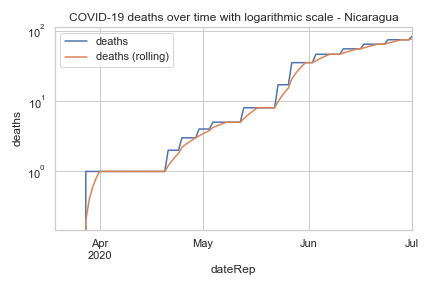 COVID-19 deaths over time with logarithmic scale - Nicaragua
deaths
deaths (rolling)
10²
10¹
10⁰
deaths
Apr May Jun Jul
2020
dateRep